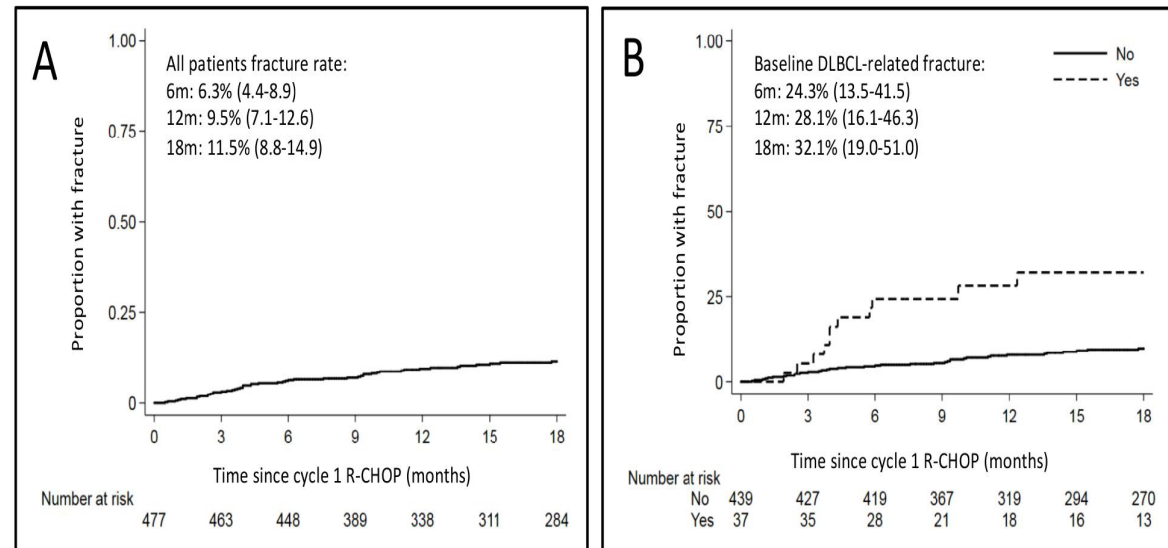 A
All patients fracture rate:
6m: 6.3% (4.4-8.9)
12m: 9.5% (7.1-12.6)
18m: 11.5% (8.8-14.9)
Proportion with fracture
1.00
0.75
0.50
0.25
0
0 3 6 9 12 15 18
Time since cycle 1 R-CHOP (months)
Number at risk
477 463 448 389 338 311 284
B
Baseline DLBCL-related fracture:
6m: 24.3% (13.5-41.5)
12m: 28.1% (16.1-46.3)
18m: 32.1% (19.0-51.0)
No
Yes
Proportion with fracture
1.00
75
50
25
0
0 3 6 9 12 15 18
Time since cycle 1 R-CHOP (months)
Number at risk
No 439 427 419 367 319 294 270
Yes 37 35 28 21 18 16 13